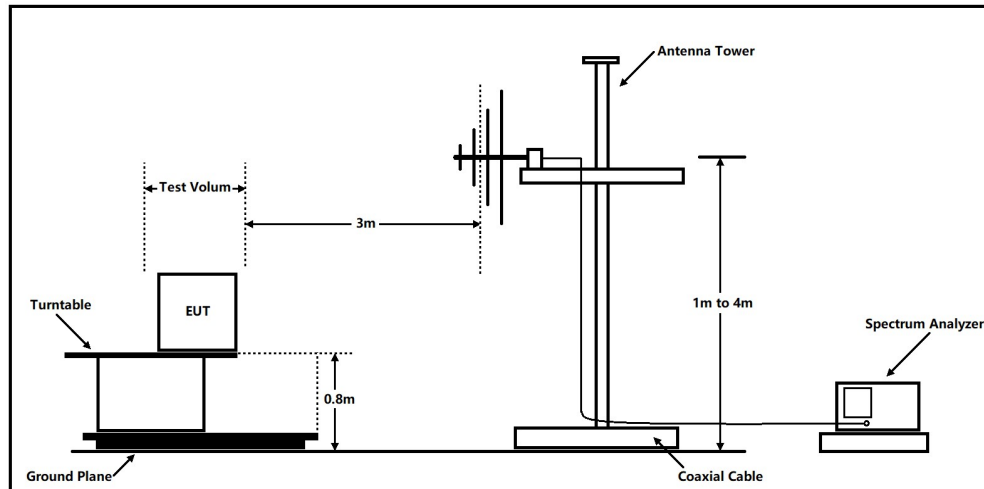 Antenna Tower
Test Volum
3m
EUT
Turntable
1m to 4m
Spectrum Analyzer
0.8m
Ground Plane
Coaxial Cable